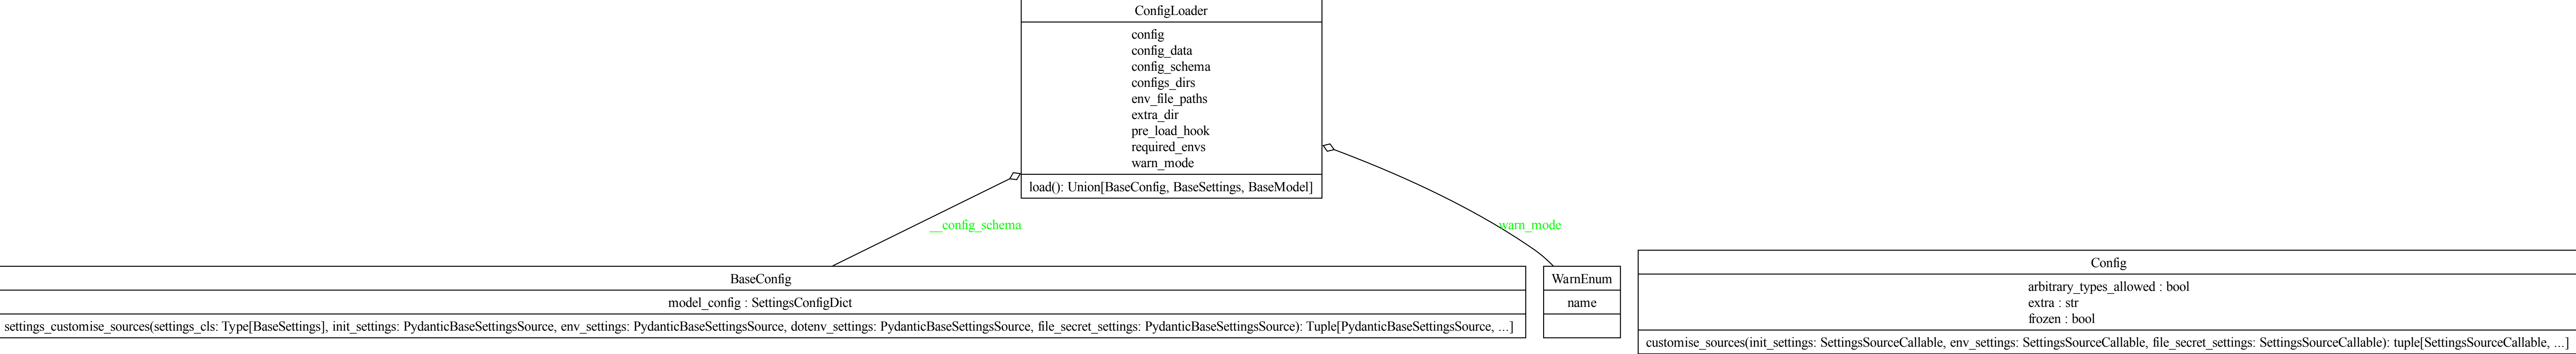 ConfigLoader
config
config_data
config_schema
configs_dirs
env_file_paths
extra_dir
pre_load_hook
required_envs
warn_mode
load(): Union[BaseConfig, BaseSettings, BaseModel]
__config_schema
warn_mode
BaseConfig
model_config : SettingsConfigDict
settings_customise_sources(settings_cls: Type[BaseSettings], init_settings: PydanticBaseSettingsSource, env_settings: PydanticBaseSettingsSource, dotenv_settings: PydanticBaseSettingsSource, file_secret_settings: PydanticBaseSettingsSource): Tuple[PydanticBaseSettingsSource, ...]
WarnEnum
name
Config
arbitrary_types_allowed : bool
extra : str
frozen : bool
customise_sources(init_settings: SettingsSourceCallable, env_settings: SettingsSourceCallable, file_secret_settings: SettingsSourceCallable): tuple[SettingsSourceCallable, ...]